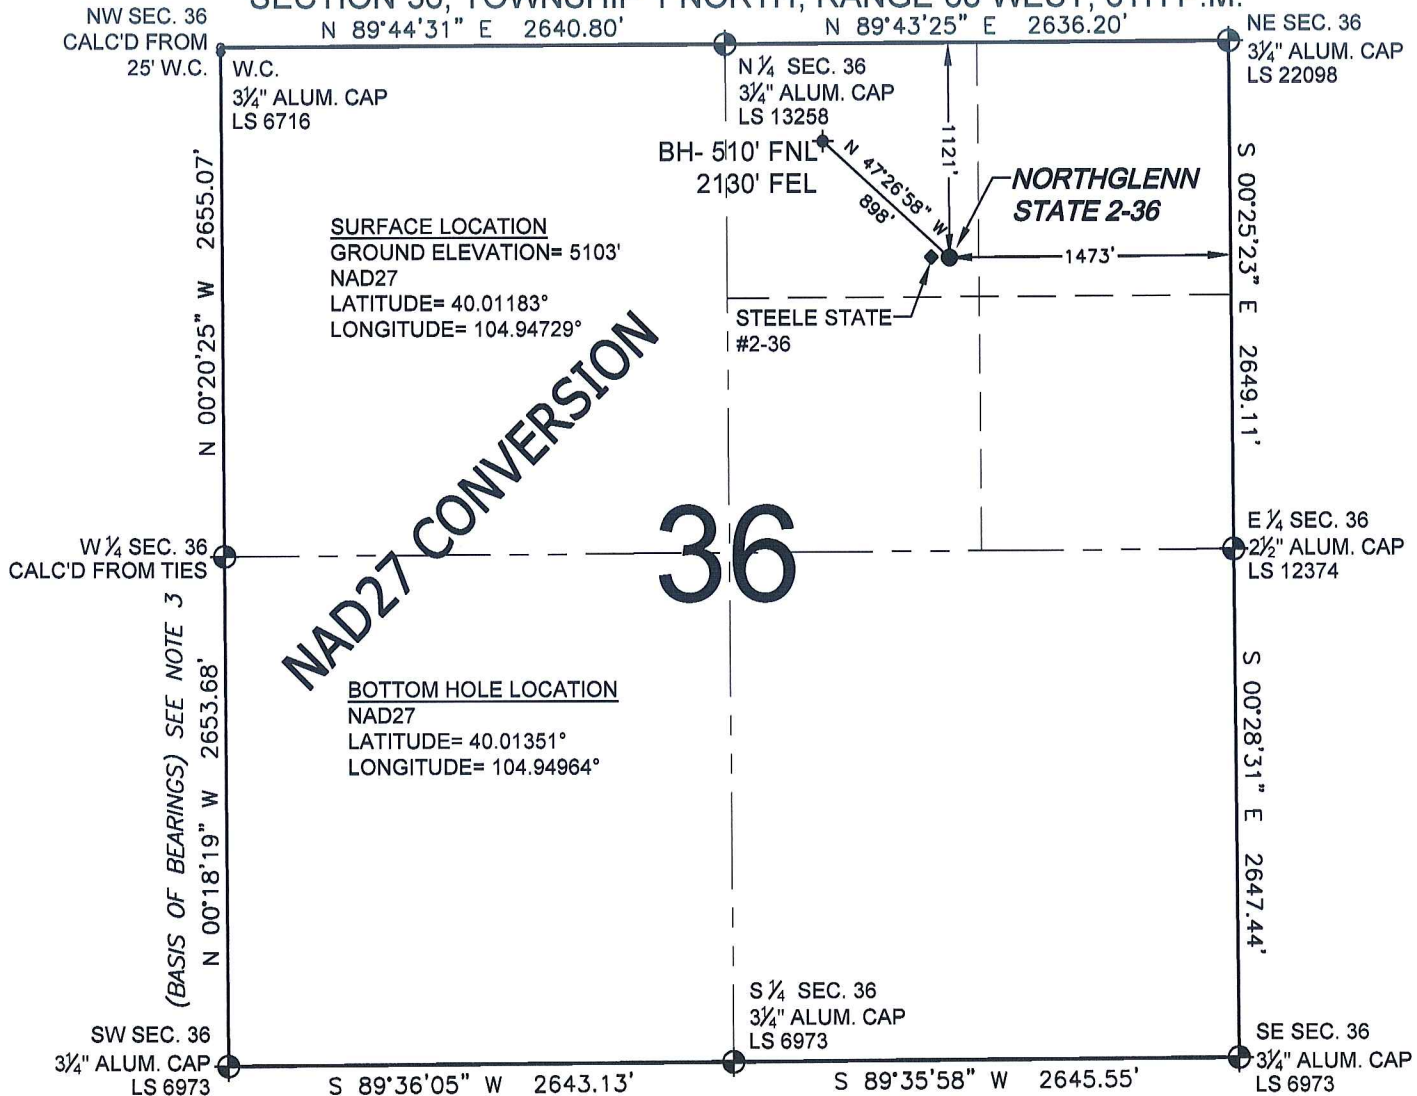 NW SEC. 36
CALC'D FROM
25' W.C.
N 89°44'31" E 2640.80'
N 89°43'25" E 2636.20'
NE SEC. 36
3¼" ALUM. CAP
LS 22098
W.C.
3¼" ALUM. CAP
LS 6716
N ¼ SEC. 36
3¼" ALUM. CAP
LS 13258
BH- 510' FNL
2130' FEL
N 47°26'58" W
898'
1121'
NORTHGLENN
STATE 2-36
1473'
STEELE STATE
#2-36
SURFACE LOCATION
GROUND ELEVATION= 5103'
NAD27
LATITUDE= 40.01183°
LONGITUDE= 104.94729°
N 00°20'25" W 2655.07'
S 00°25'23" E 2649.11'
NAD27 CONVERSION
36
W ¼ SEC. 36
CALC'D FROM TIES
E ¼ SEC. 36
2½" ALUM. CAP
LS 12374
BOTTOM HOLE LOCATION
NAD27
LATITUDE= 40.01351°
LONGITUDE= 104.94964°
(BASIS OF BEARINGS) SEE NOTE 3
N 00°18'19" W 2653.68'
S 00°28'31" E 2647.44'
SW SEC. 36
3¼" ALUM. CAP
LS 6973
S ¼ SEC. 36
3¼" ALUM. CAP
LS 6973
SE SEC. 36
3¼" ALUM. CAP
LS 6973
S 89°36'05" W 2643.13'
S 89°35'58" W 2645.55'